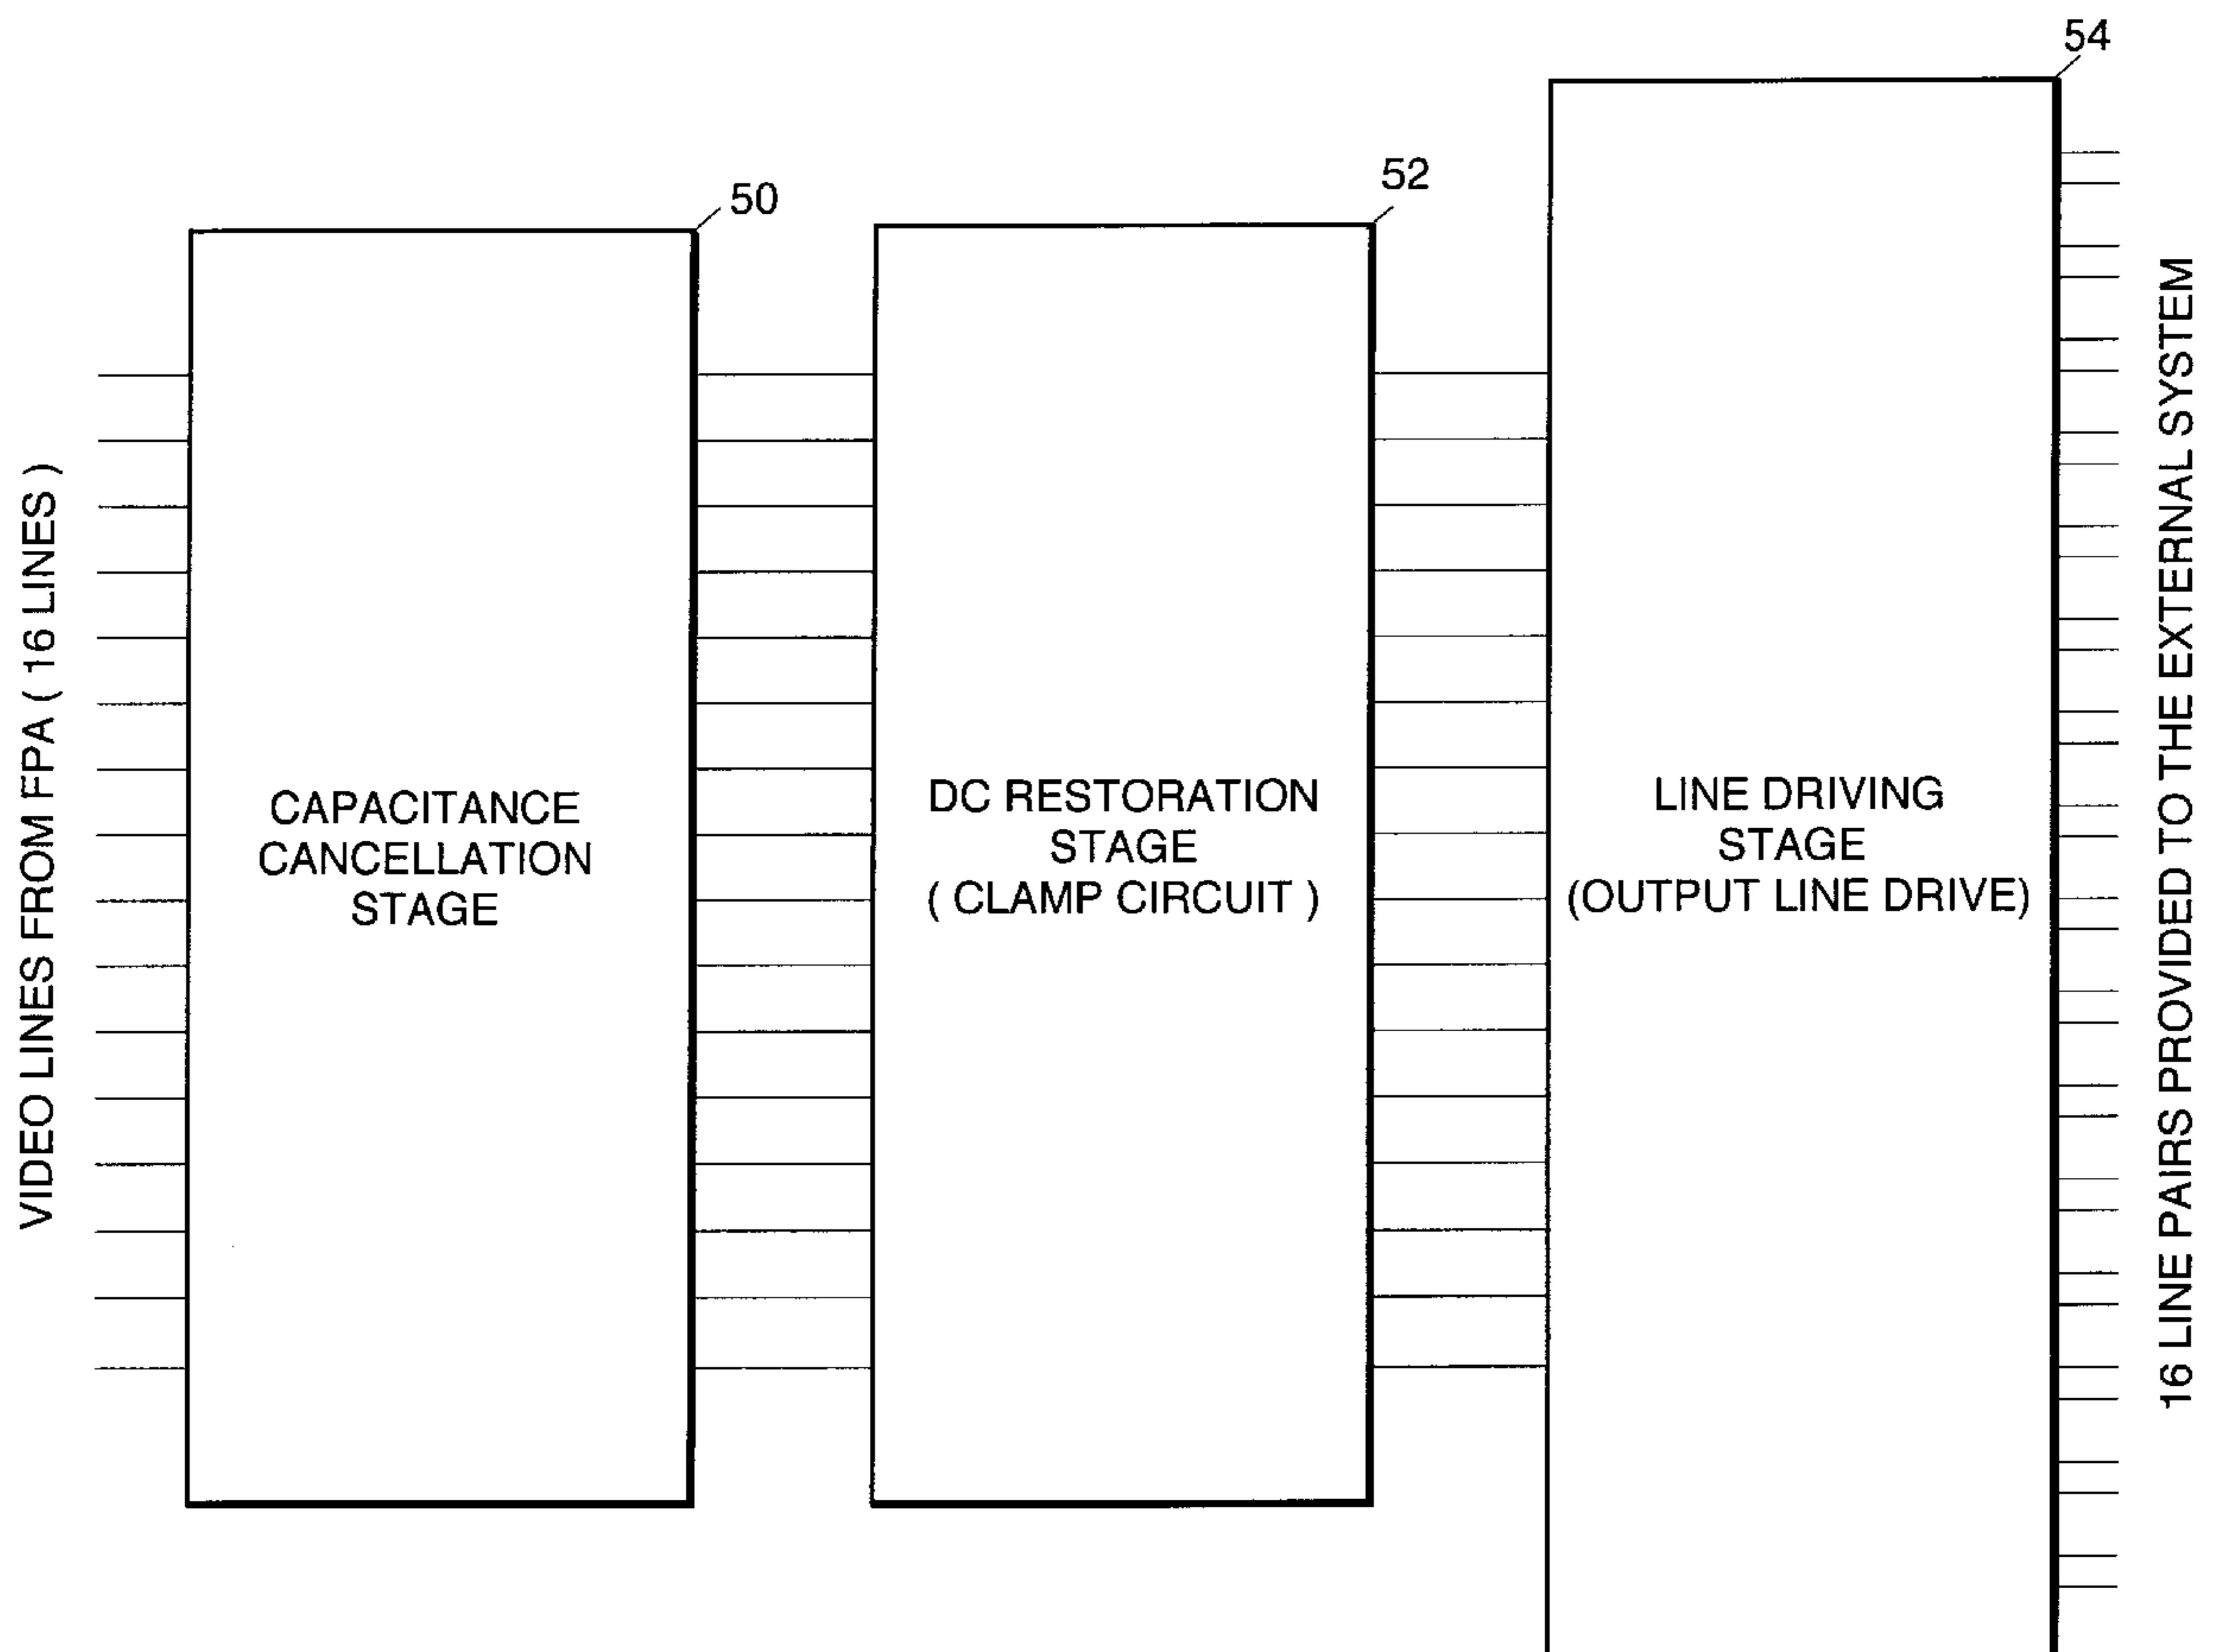 54
52
50
VIDEO LINES FROM FPA ( 16 LINES )
CAPACITANCE
CANCELLATION
STAGE
DC RESTORATION
STAGE
( CLAMP CIRCUIT )
LINE DRIVING
STAGE
(OUTPUT LINE DRIVE)
16 LINE PAIRS PROVIDED TO THE EXTERNAL SYSTEM